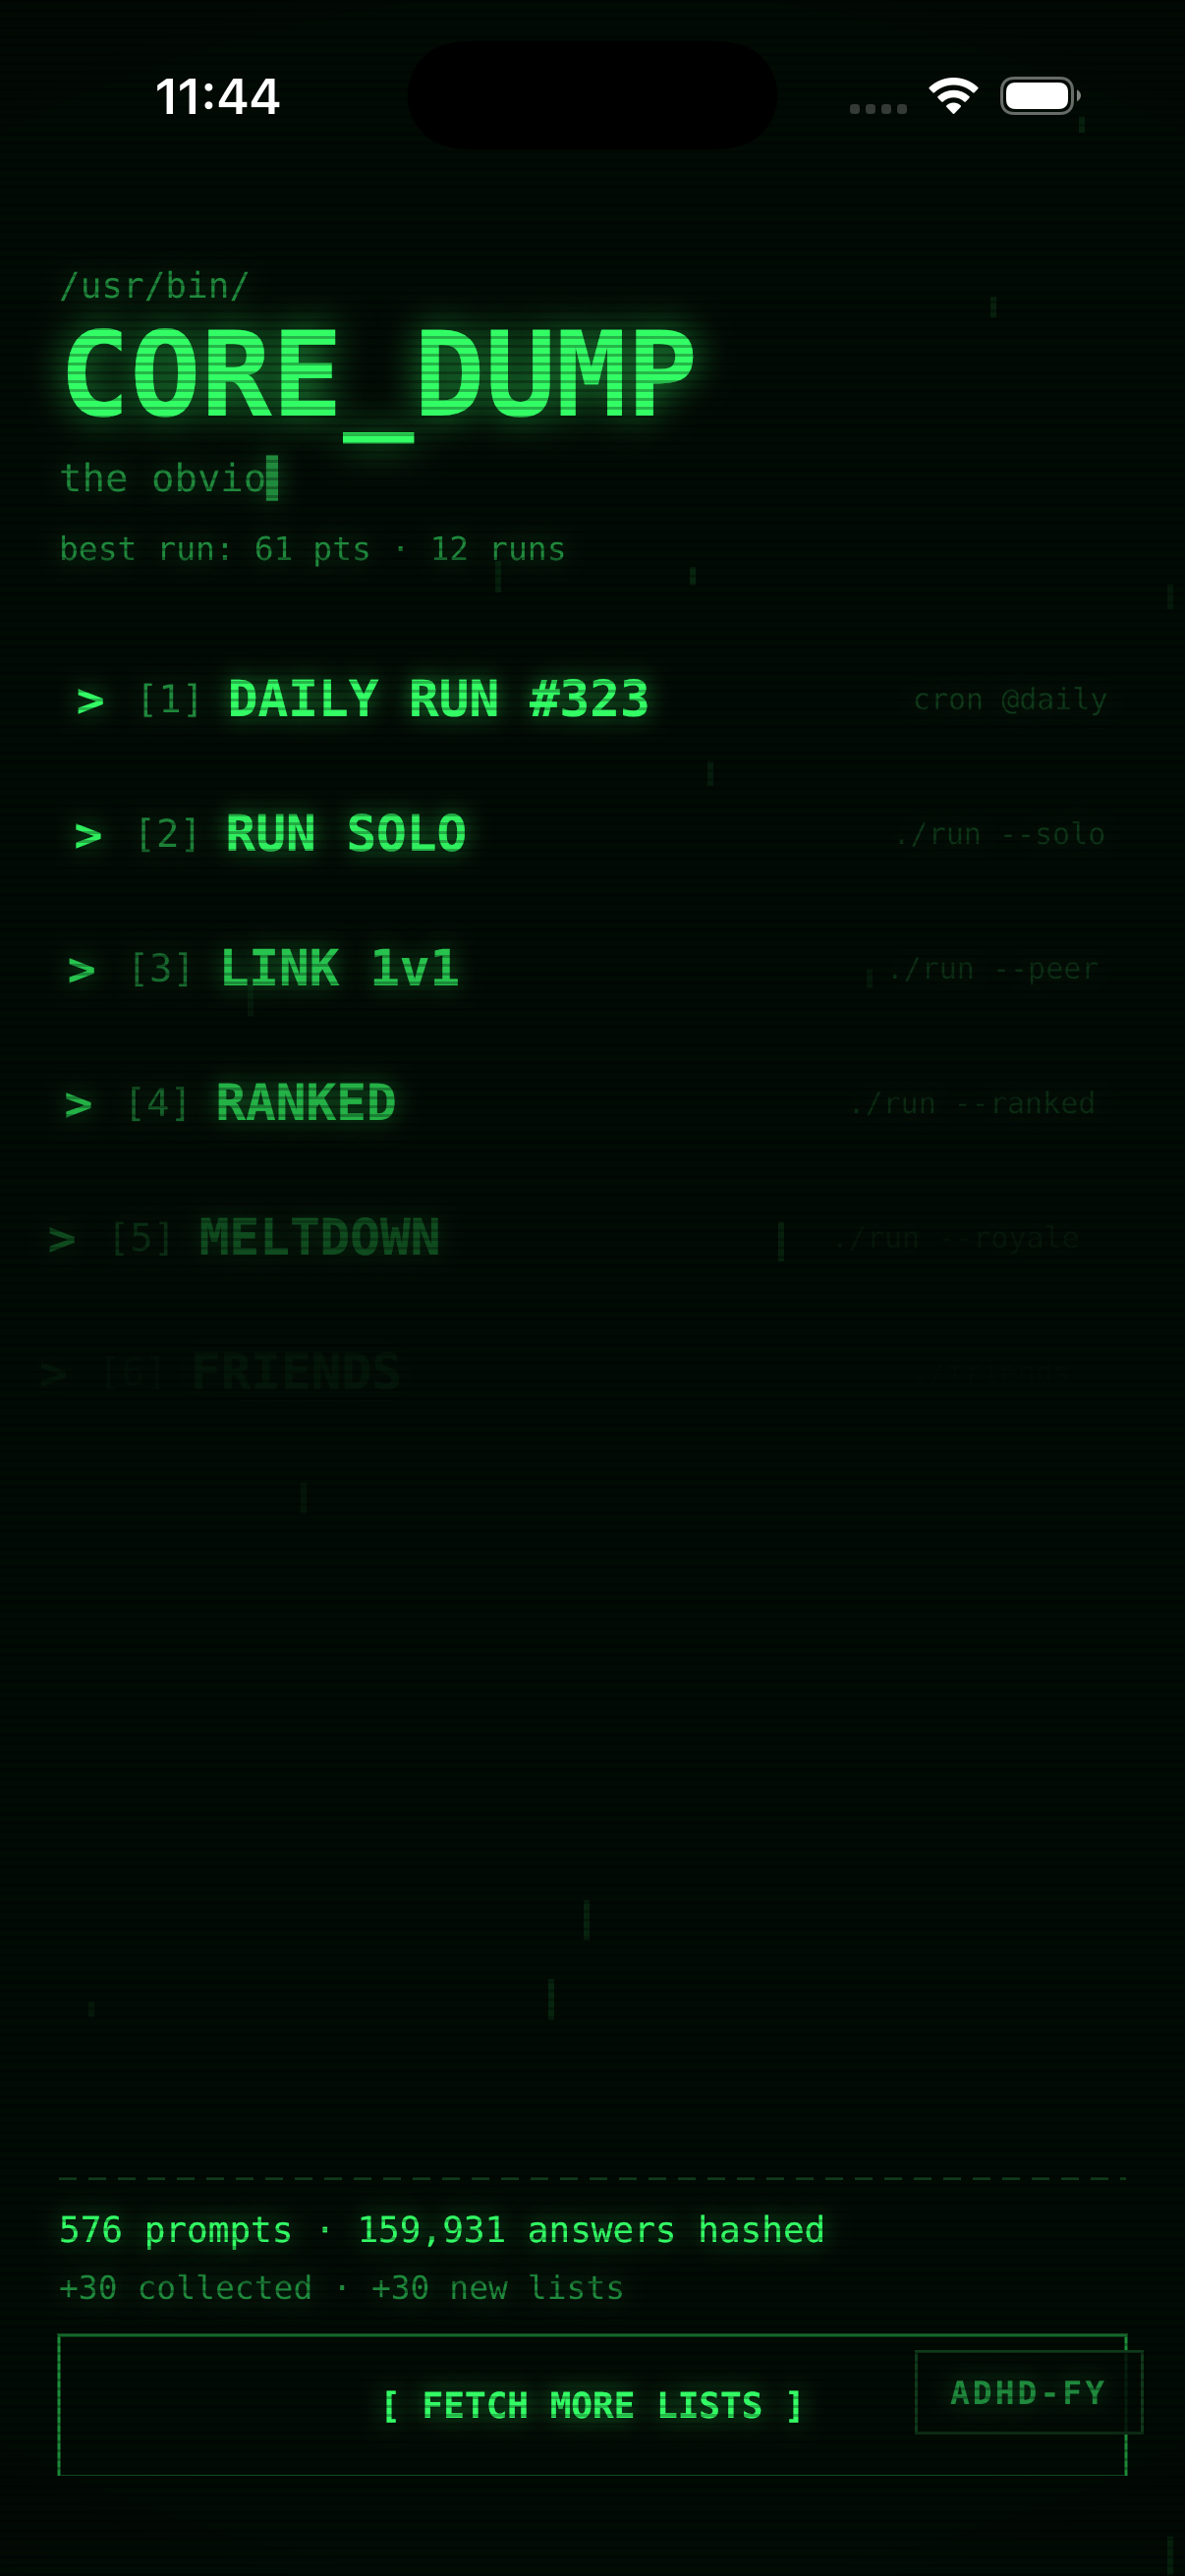 11:44
/usr/bin/
CORE_DUMP
the obvio
best run: 61 pts · 12 runs
> [1] DAILY RUN #323 cron @daily
> [2] RUN SOLO ./run --solo
> [3] LINK 1v1 ./run --peer
> [4] RANKED ./run --ranked
> [5] MELTDOWN ./run --royale
> [6] FRIENDS
576 prompts · 159,931 answers hashed
+30 collected · +30 new lists
[ FETCH MORE LISTS ]
ADHD-FY